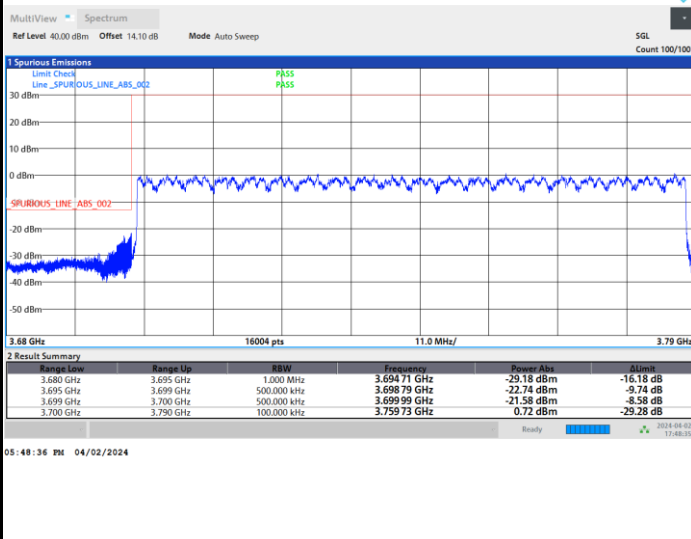 MultiView Spectrum
Ref Level 40.00 dBm Offset 14.10 dB Mode Auto Sweep SGL
Count 100/100
1 Spurious Emissions
Limit Check PASS
Line _SPURIOUS_LINE_ABS_002 PASS
30 dBm
20 dBm
10 dBm
0 dBm
_SPURIOUS_LINE_ABS_002
-20 dBm
-30 dBm
-40 dBm
-50 dBm
3.68 GHz 16004 pts 11.0 MHz/ 3.79 GHz
2 Result Summary
Range Low Range Up RBW Frequency Power Abs ΔLimit
3.680 GHz 3.695 GHz 1.000 MHz 3.694 71 GHz -29.18 dBm -16.18 dB
3.695 GHz 3.699 GHz 500.000 kHz 3.698 79 GHz -22.74 dBm -9.74 dB
3.699 GHz 3.700 GHz 500.000 kHz 3.699 99 GHz -21.58 dBm -8.58 dB
3.700 GHz 3.790 GHz 100.000 kHz 3.759 73 GHz 0.72 dBm -29.28 dB
Ready 2024-04-02
17:48:35
05:48:36 PM 04/02/2024